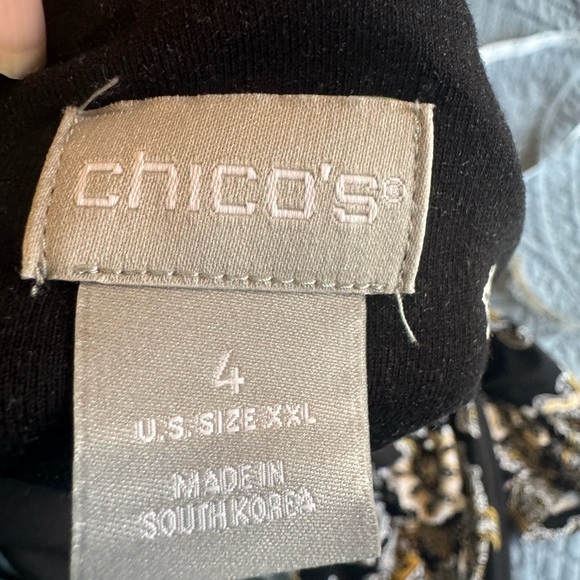 chico's®
4
U.S. SIZE XXL
MADE IN
SOUTH KOREA